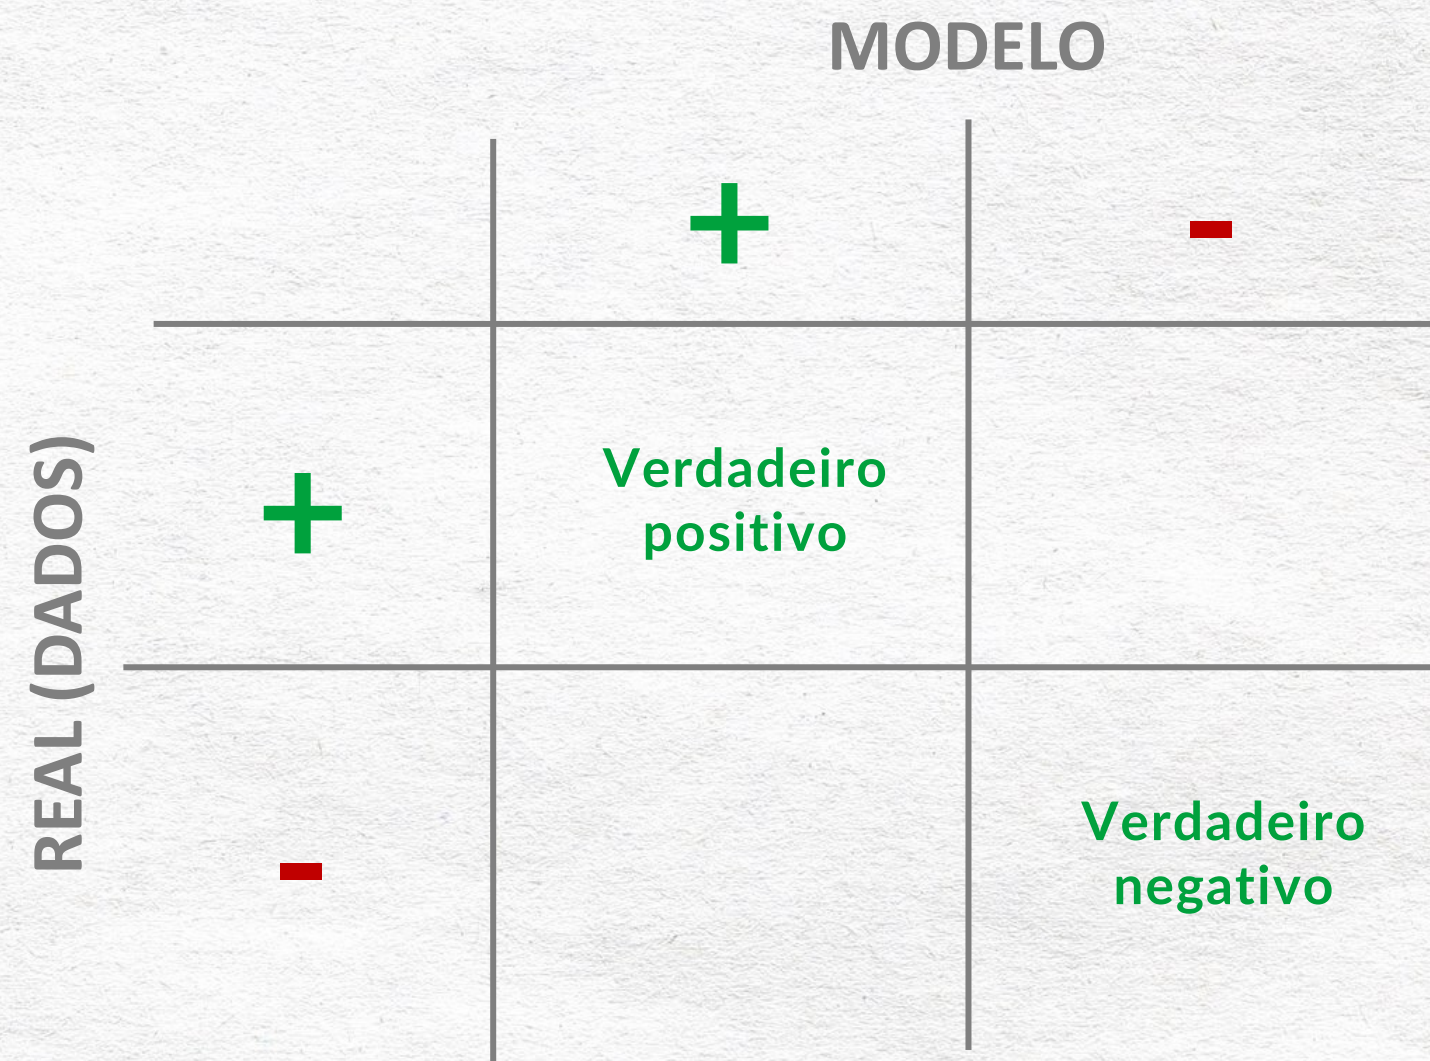 MODELO
+ -
REAL (DADOS)
+
Verdadeiro
positivo
-
Verdadeiro
negativo